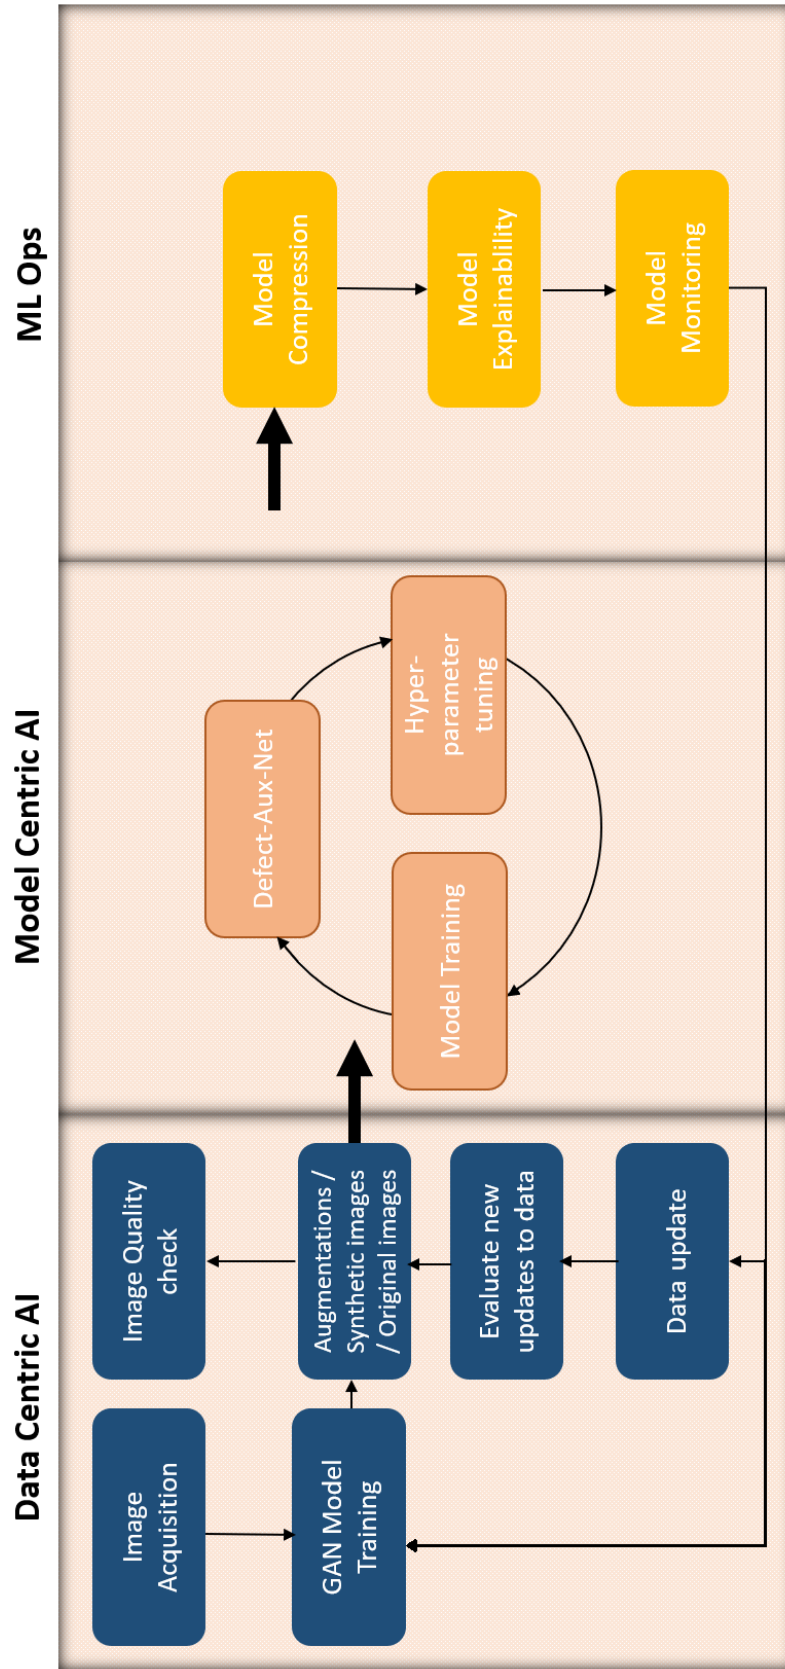 Data Centric AI
Model Centric AI
ML Ops
Image
Acquisition
Image Quality
check
GAN Model
Training
Augmentations /
Synthetic images
/ Original images
Evaluate new
updates to data
Data update
Defect-Aux-Net
Model Training
Hyper-
parameter
tuning
Model
Compression
Model
Explainablility
Model
Monitoring